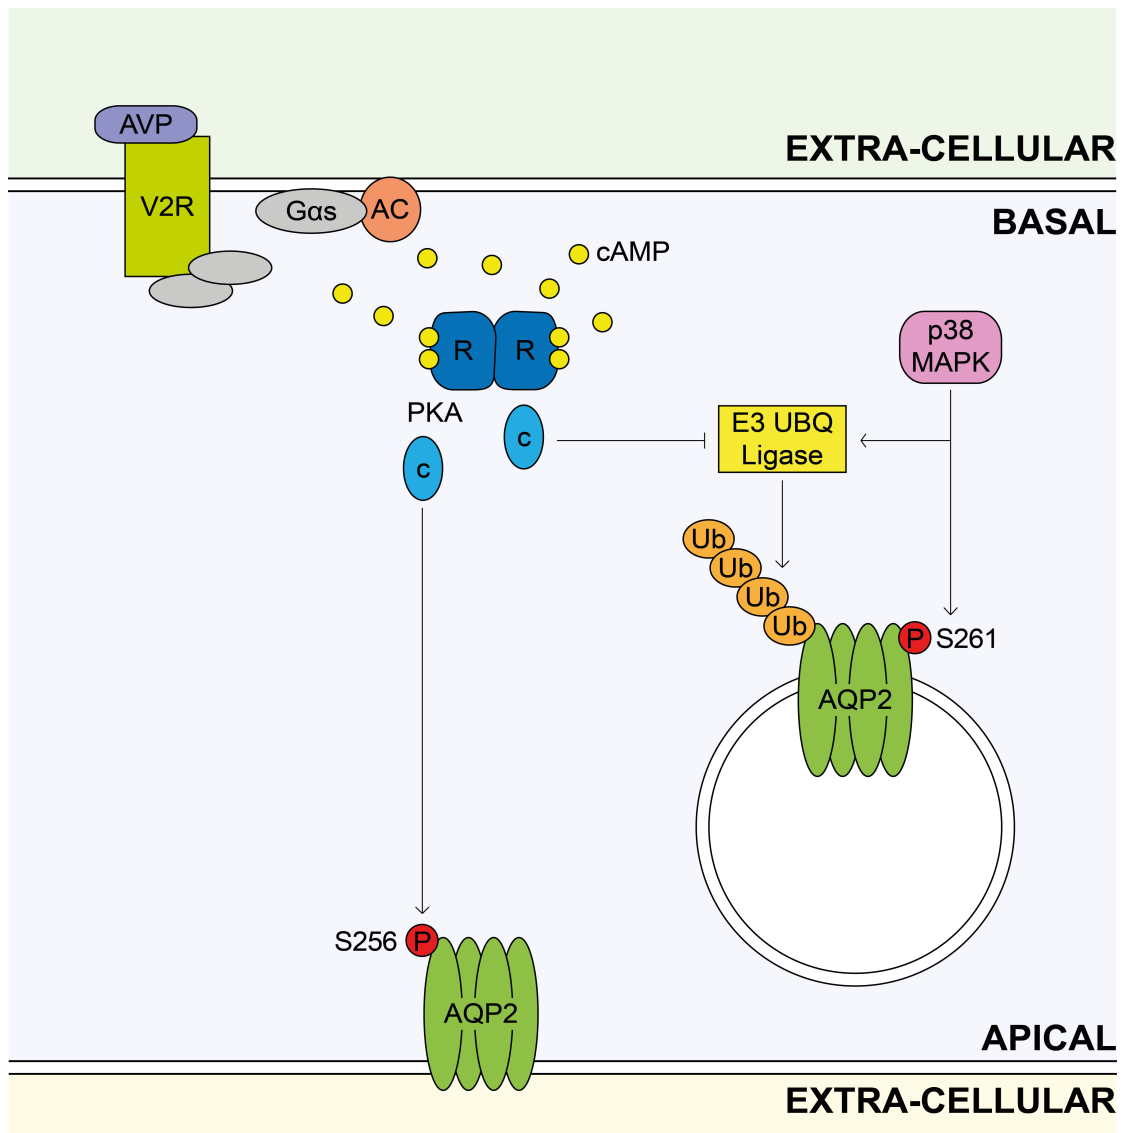 AVP
EXTRA-CELLULAR
V2R
Gαs
AC
BASAL
cAMP
R
R
p38
MAPK
PKA
c
c
E3 UBQ
Ligase
Ub
Ub
Ub
Ub
P
S261
AQP2
S256
P
AQP2
APICAL
EXTRA-CELLULAR